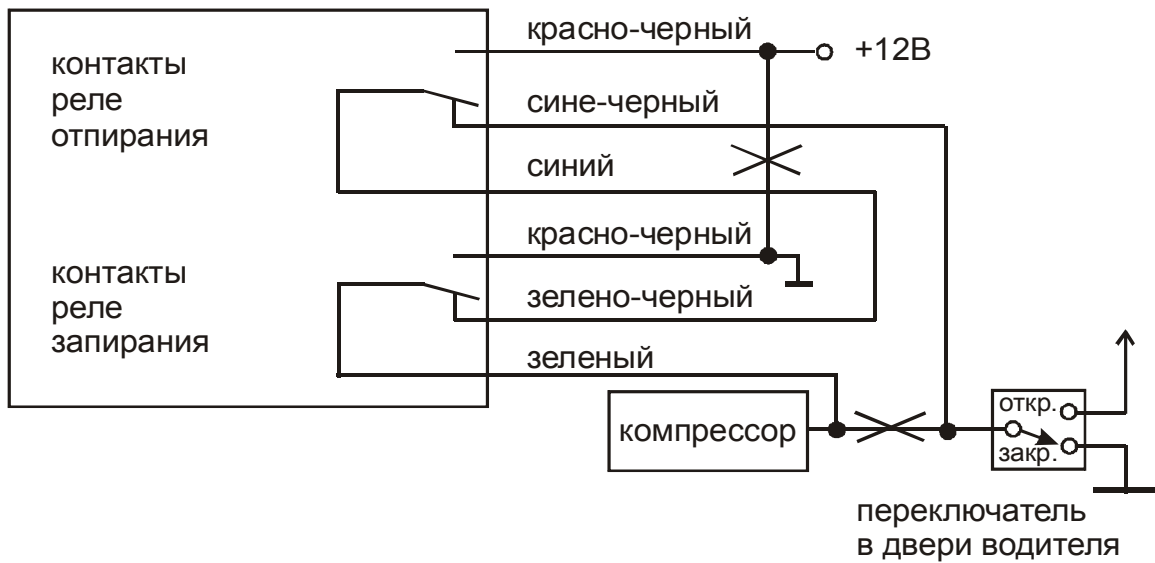 контакты
реле
отпирания
красно-черный
+12В
сине-черный
синий
красно-черный
контакты
реле
запирания
зелено-черный
зеленый
компрессор
откр.
закр.
переключатель
в двери водителя